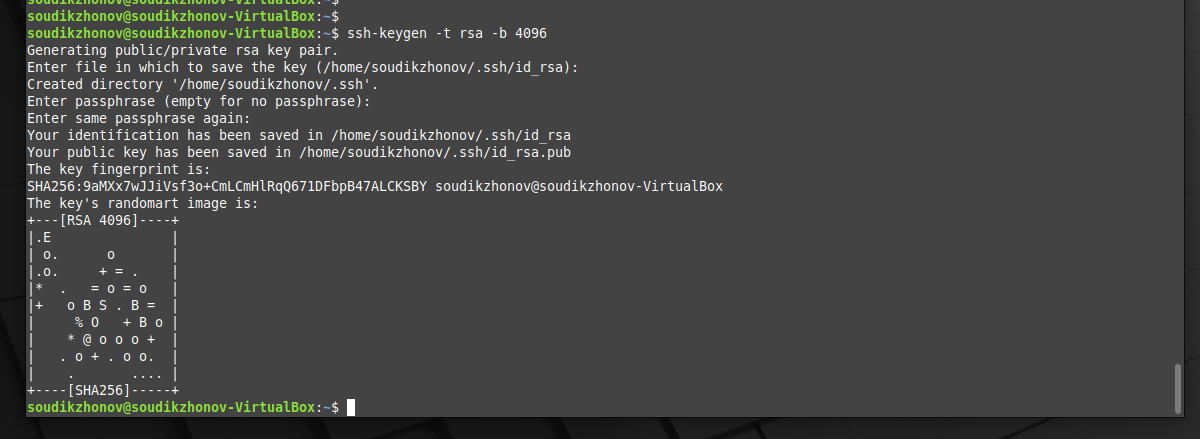 soudikzhonov@soudikzhonov-VirtualBox:~$
soudikzhonov@soudikzhonov-VirtualBox:~$
soudikzhonov@soudikzhonov-VirtualBox:~$ ssh-keygen -t rsa -b 4096
Generating public/private rsa key pair.
Enter file in which to save the key (/home/soudikzhonov/.ssh/id_rsa):
Created directory '/home/soudikzhonov/.ssh'.
Enter passphrase (empty for no passphrase):
Enter same passphrase again:
Your identification has been saved in /home/soudikzhonov/.ssh/id_rsa
Your public key has been saved in /home/soudikzhonov/.ssh/id_rsa.pub
The key fingerprint is:
SHA256:9aMXx7wJJiVsf3o+CmLCmHlRqQ671DFbpB47ALCKSBY soudikzhonov@soudikzhonov-VirtualBox
The key's randomart image is:
+---[RSA 4096]----+
|.E               |
| o.      o       |
|.o.     + = .    |
|*  .   = o = o   |
|+   o B S . B =  |
|     % O   + B o |
|    * @ o o o +  |
|   . o + . o o.  |
|    .       .... |
+----[SHA256]-----+
soudikzhonov@soudikzhonov-VirtualBox:~$